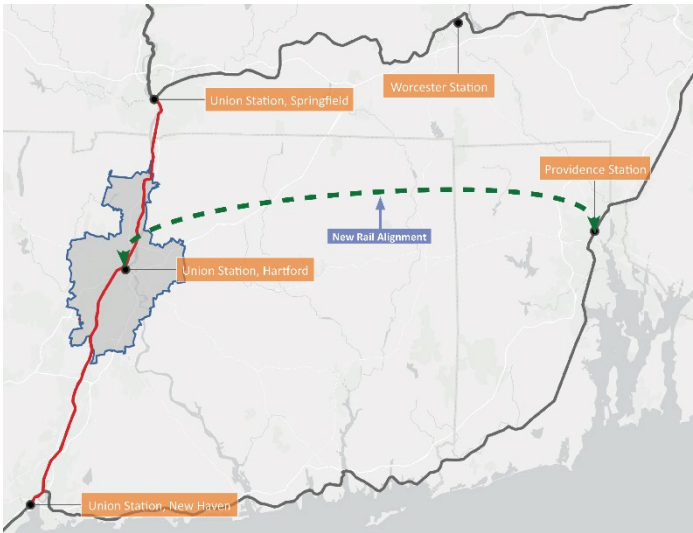 Worcester Station
Union Station, Springfield
Providence Station
New Rail Alignment
Union Station, Hartford
Union Station, New Haven